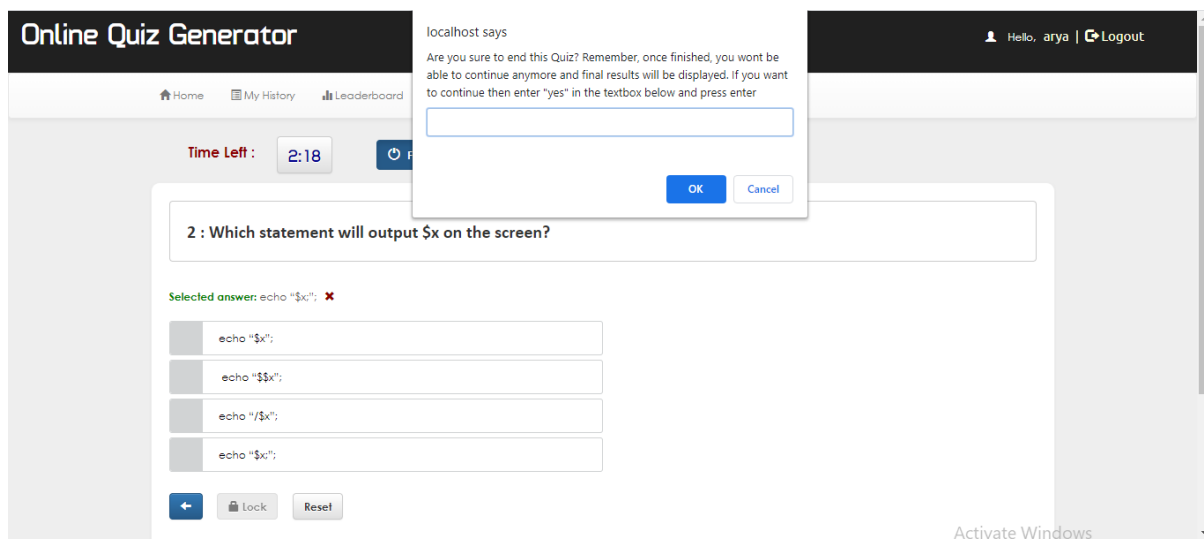 Online Quiz Generator
Hello, arya | Logout
localhost says
Are you sure to end this Quiz? Remember, once finished, you wont be
able to continue anymore and final results will be displayed. If you want
to continue then enter "yes" in the textbox below and press enter
OK Cancel
Home My History Leaderboard
Time Left : 2:18
2 : Which statement will output $x on the screen?
Selected answer: echo “$x;”;
echo “$x”;
echo “$$x”;
echo “/$x”;
echo “$x;”;
Lock Reset
Activate Windows